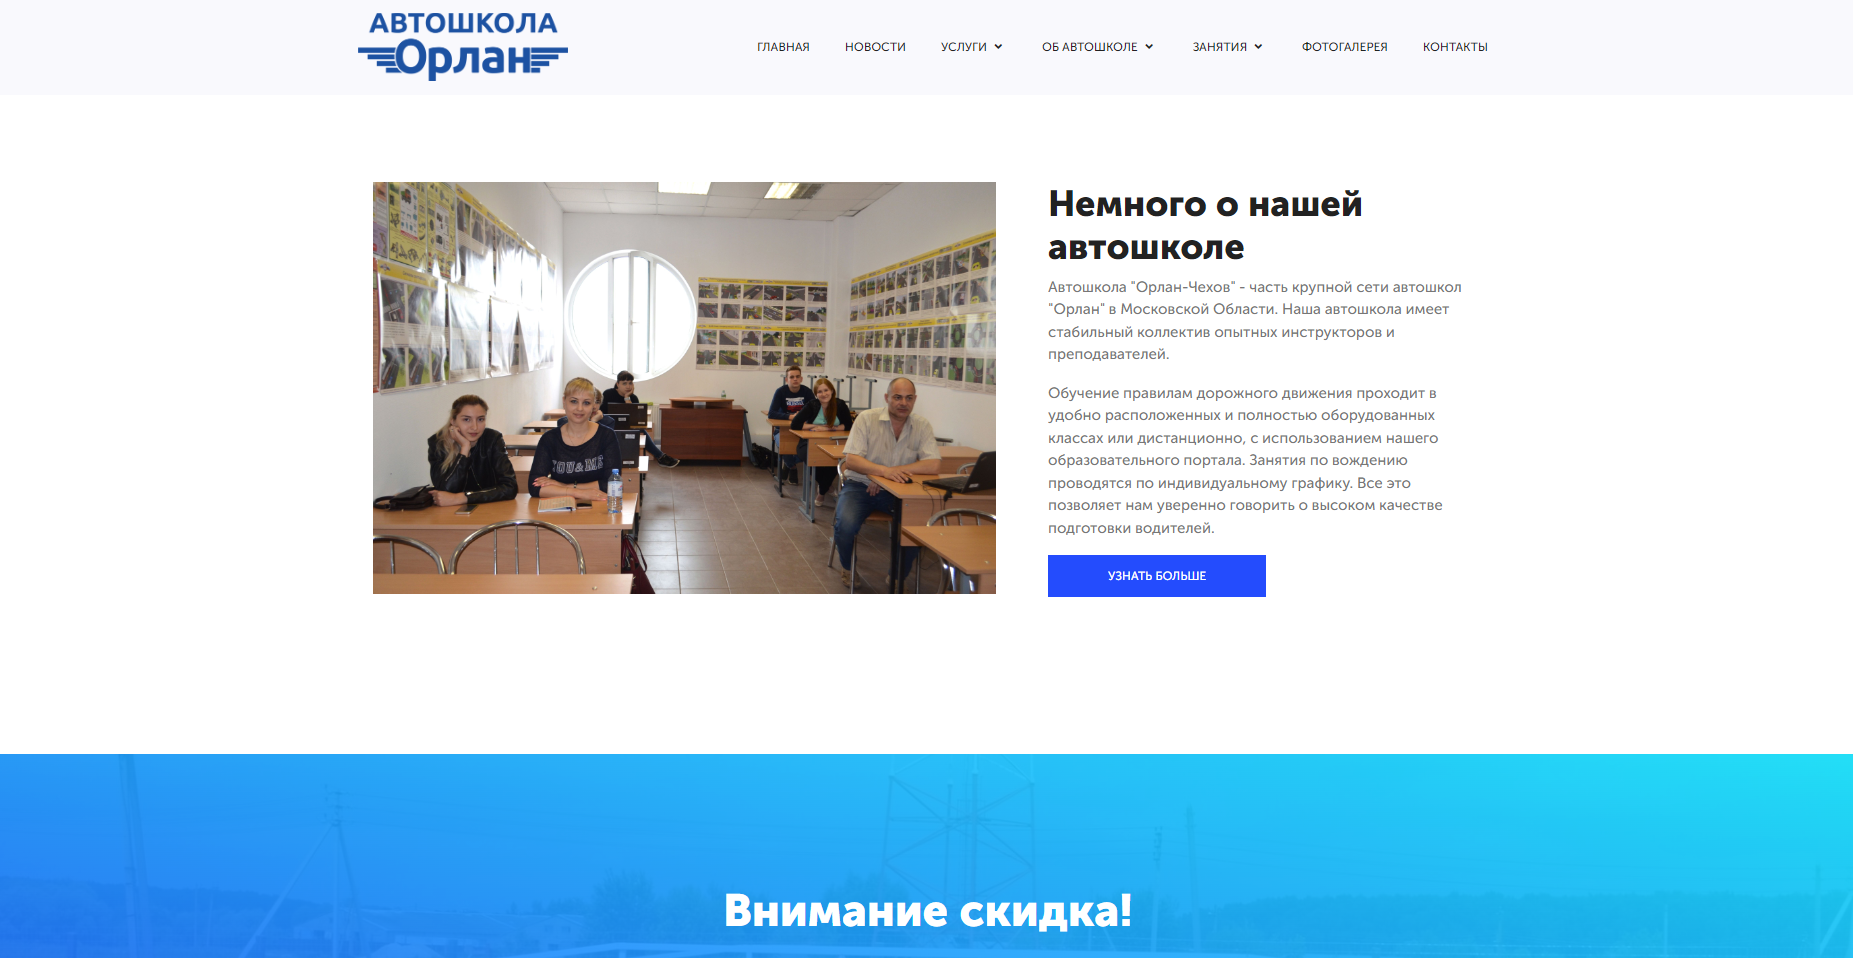 АВТОШКОЛА
Орлан
ГЛАВНАЯ НОВОСТИ УСЛУГИ ОБ АВТОШКОЛЕ ЗАНЯТИЯ ФОТОГАЛЕРЕЯ КОНТАКТЫ
Немного о нашей
автошколе
Автошкола "Орлан-Чехов" - часть крупной сети автошкол
"Орлан" в Московской Области. Наша автошкола имеет
стабильный коллектив опытных инструкторов и
преподавателей.
Обучение правилам дорожного движения проходит в
удобно расположенных и полностью оборудованных
классах или дистанционно, с использованием нашего
образовательного портала. Занятия по вождению
проводятся по индивидуальному графику. Все это
позволяет нам уверенно говорить о высоком качестве
подготовки водителей.
YOU & ME
УЗНАТЬ БОЛЬШЕ
Внимание скидка!